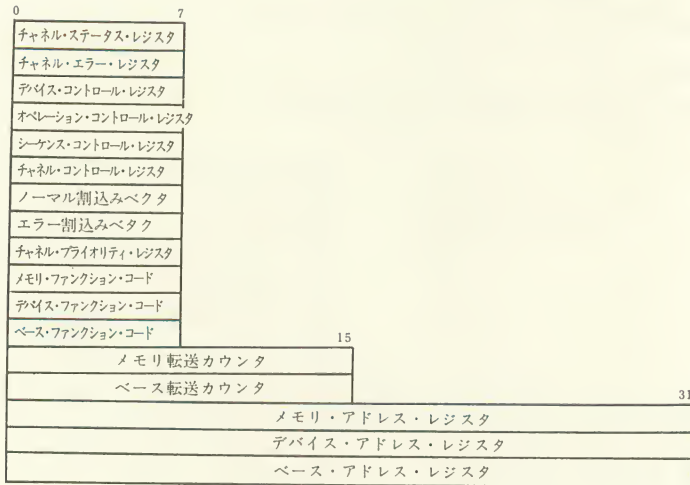 0 7
チャネル・ステータス・レジスタ
チャネル・エラー・レジスタ
デバイス・コントロール・レジスタ
オペレーション・コントロール・レジスタ
シーケンス・コントロール・レジスタ
チャネル・コントロール・レジスタ
ノーマル割込みベクタ
エラー割込みベタク
チャネル・プライオリティ・レジスタ
メモリ・ファンクション・コード
デバイス・ファンクション・コード
ベース・ファンクション・コード
15
メモリ転送カウンタ
ベース転送カウンタ
31
メモリ・アドレス・レジスタ
デバイス・アドレス・レジスタ
ベース・アドレス・レジスタ